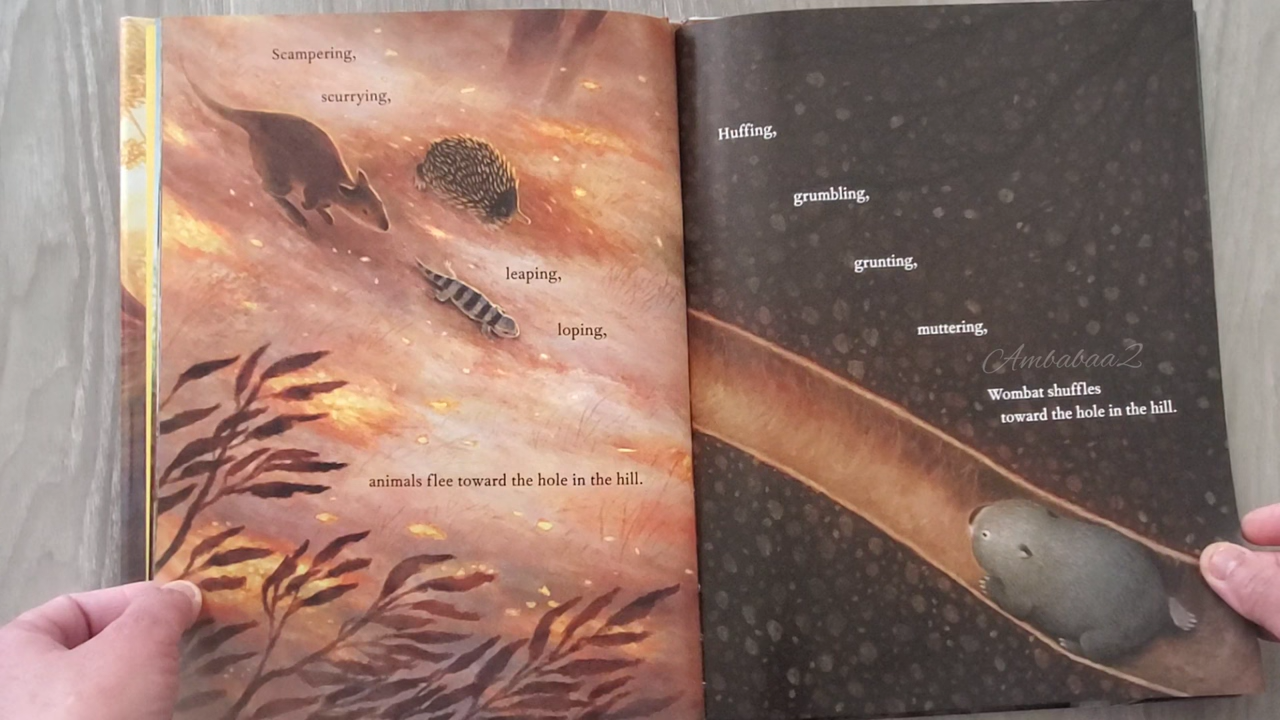 Scampering,
scurrying,
leaping,
loping,
animals flee toward the hole in the hill.
Huffing,
grumbling,
grunting,
muttering,
Ambabaa2
Wombat shuffles
toward the hole in the hill.